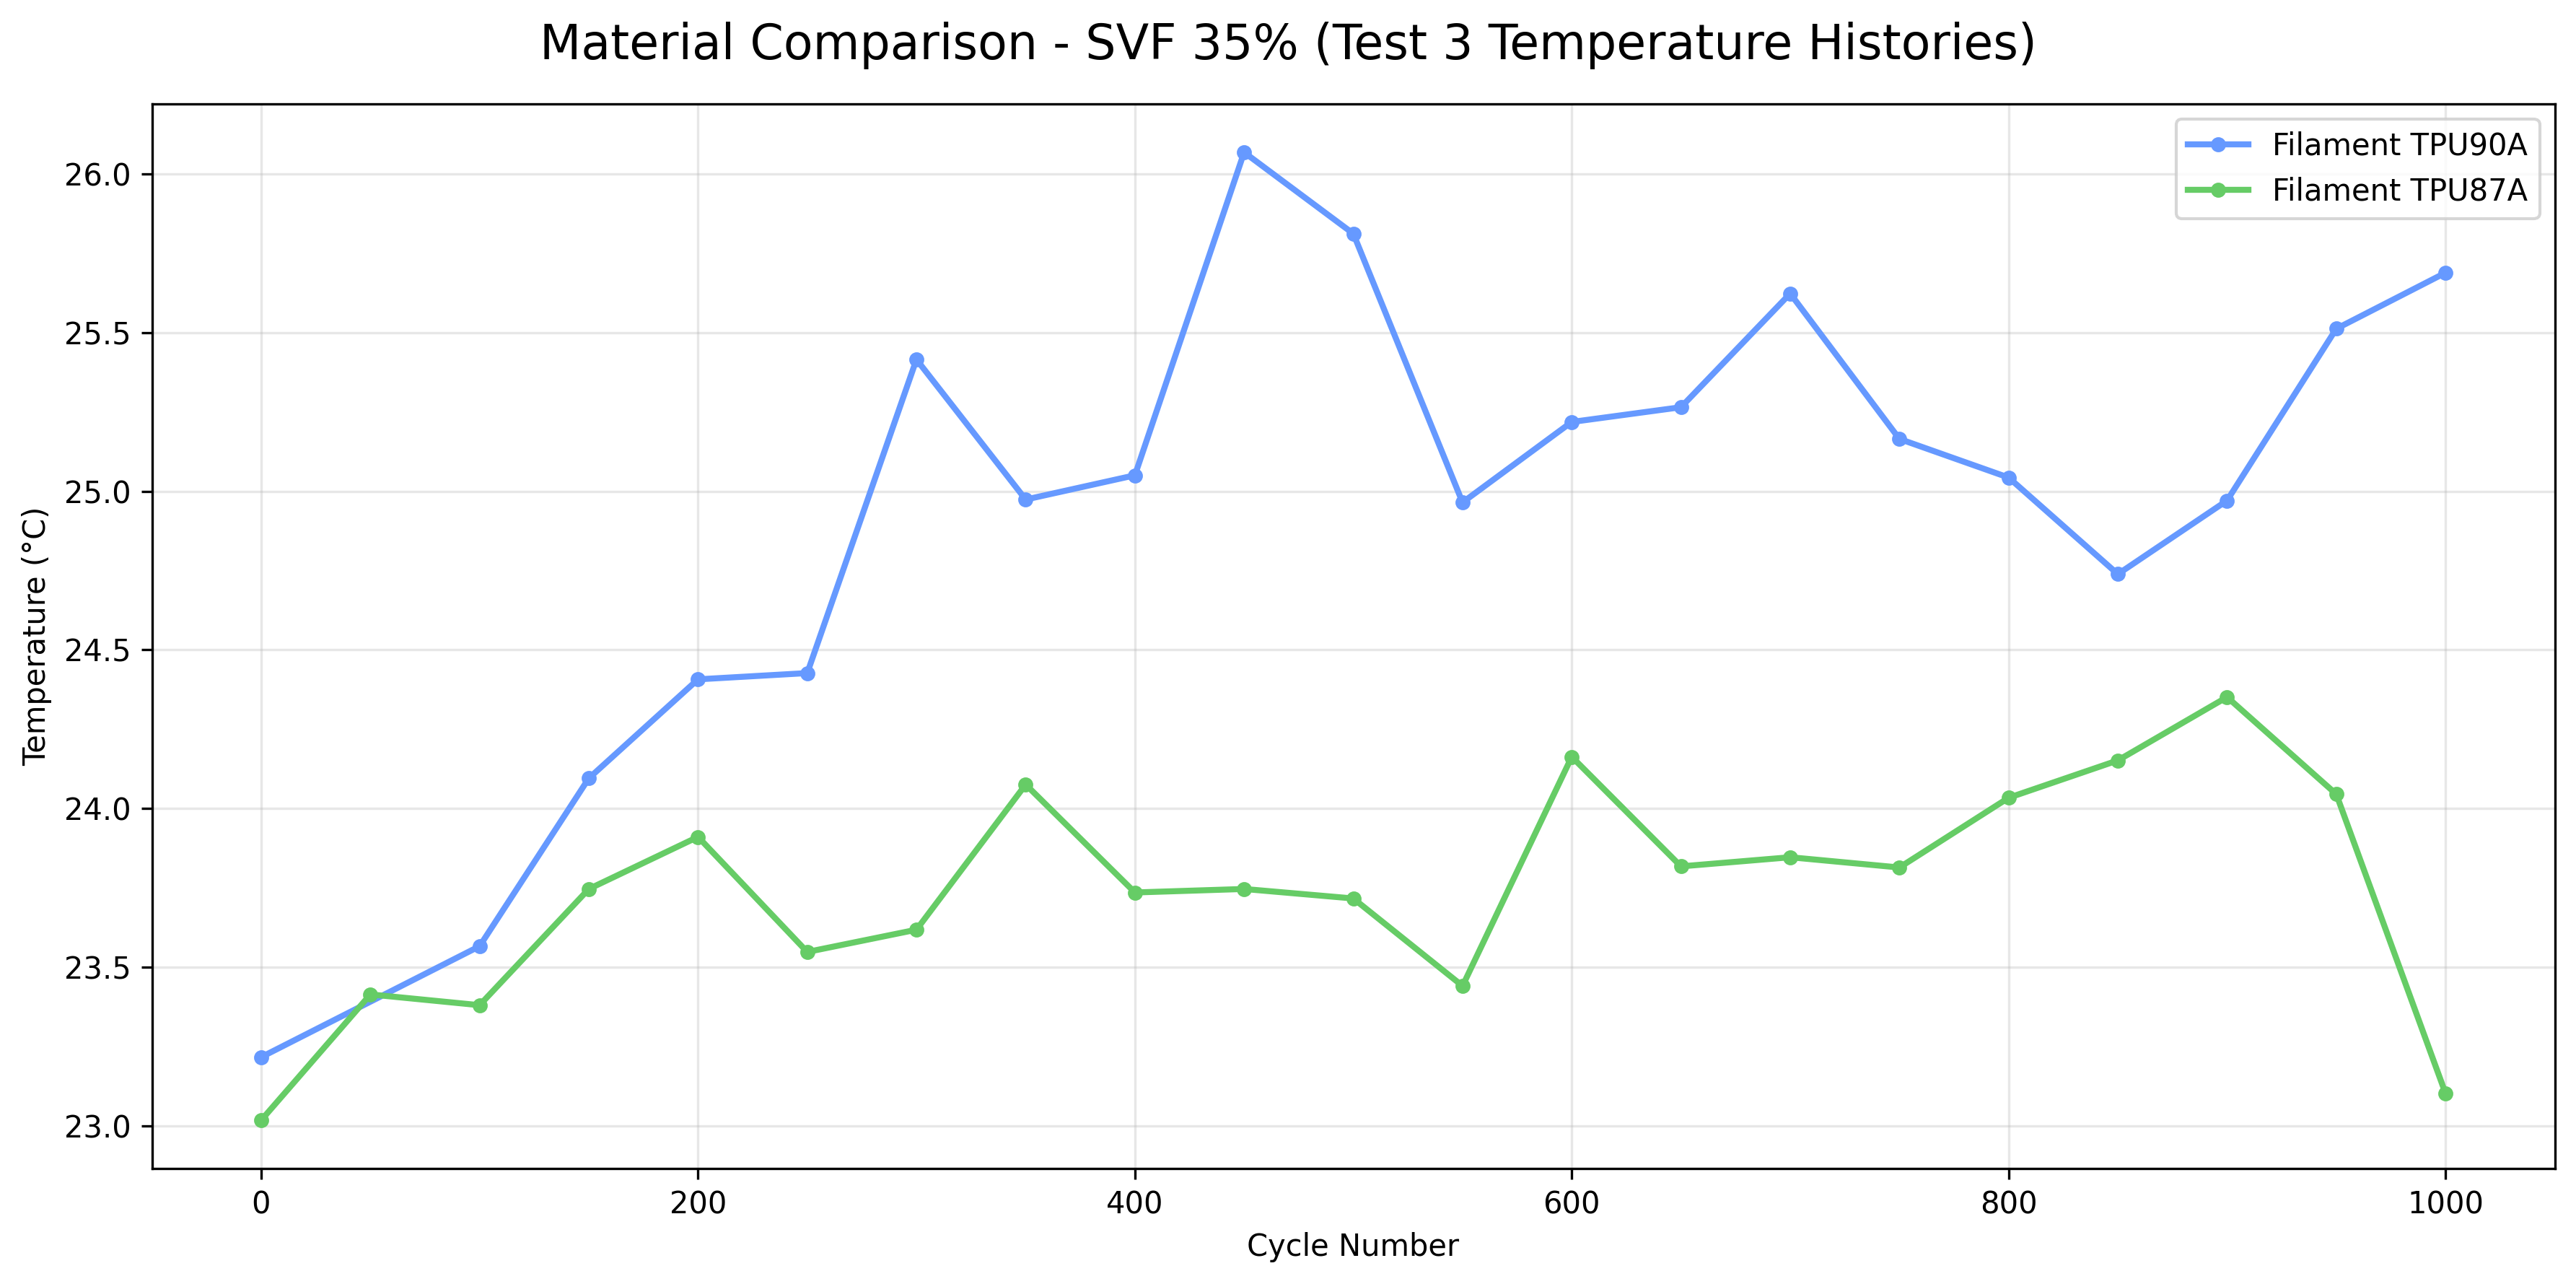 Material Comparison - SVF 35% (Test 3 Temperature Histories)
Filament TPU90A
Filament TPU87A
Temperature (°C)
26.0
25.5
25.0
24.5
24.0
23.5
23.0
0 200 400 600 800 1000
Cycle Number